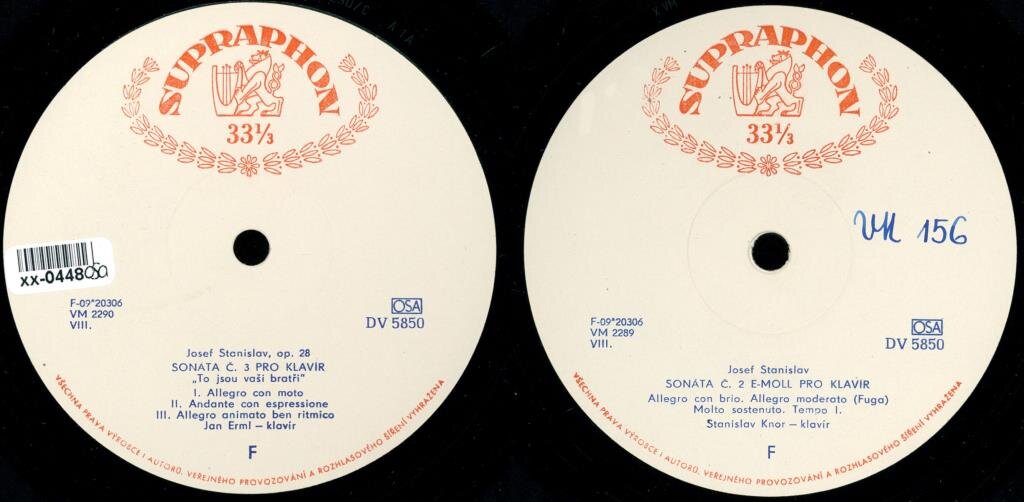 SUPRAPHON
33⅓
xx-0448
OSA
F-09*20306
VM 2290
VIII.
OSA
DV 5850
Josef Stanislav, op. 28
SONÁTA Č. 3 PRO KLAVÍR
„To jsou vaši bratři"
I. Allegro con moto
II. Andante con espressione
III. Allegro animato ben ritmico
Jan Erml – klavír
F
VŠECHNA PRÁVA VÝROBCE I AUTORŮ, VEŘEJNÉHO PROVOZOVÁNÍ A ROZHLASOVÉHO ŠÍŘENÍ VYHRAŽENA
SUPRAPHON
33⅓
VM 156
F-09*20306
VM 2289
VIII.
OSA
DV 5850
Josef Stanislav
SONÁTA Č. 2 E-MOLL PRO KLAVÍR
Allegro con brio. Allegro moderato (Fuga)
Molto sostenuto. Tempo I.
Stanislav Knor – klavír
F
VŠECHNA PRÁVA VÝROBCE I AUTORŮ, VEŘEJNÉHO PROVOZOVÁNÍ A ROZHLASOVÉHO ŠÍŘENÍ VYHRAŽENA